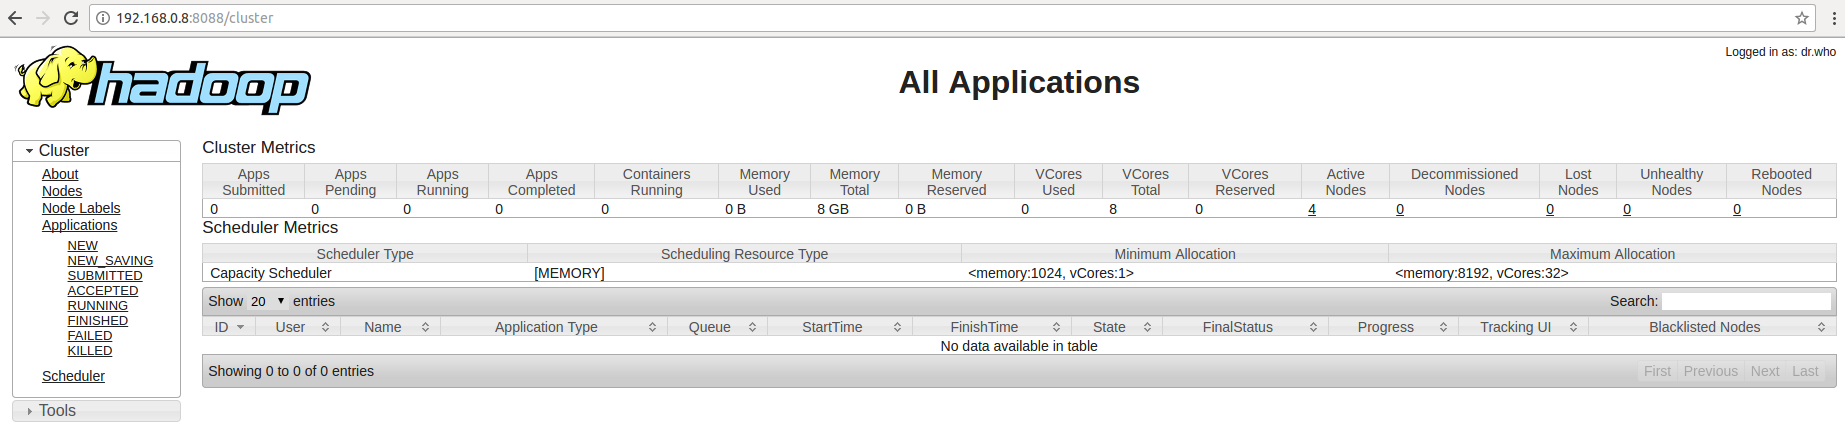 192.168.0.8:8088/cluster
Logged in as: dr.who
hadoop
All Applications
Cluster
About
Nodes
Node Labels
Applications
NEW
NEW_SAVING
SUBMITTED
ACCEPTED
RUNNING
FINISHED
FAILED
KILLED
Scheduler
Tools
Cluster Metrics
Apps Submitted Apps Pending Apps Running Apps Completed Containers Running Memory Used Memory Total Memory Reserved VCores Used VCores Total VCores Reserved Active Nodes Decommissioned Nodes Lost Nodes Unhealthy Nodes Rebooted Nodes
0 0 0 0 0 0 B 8 GB 0 B 0 8 0 4 0 0 0 0
Scheduler Metrics
Scheduler Type Scheduling Resource Type Minimum Allocation Maximum Allocation
Capacity Scheduler [MEMORY] <memory:1024, vCores:1> <memory:8192, vCores:32>
Show 20 entries Search:
ID User Name Application Type Queue StartTime FinishTime State FinalStatus Progress Tracking UI Blacklisted Nodes
No data available in table
Showing 0 to 0 of 0 entries First Previous Next Last